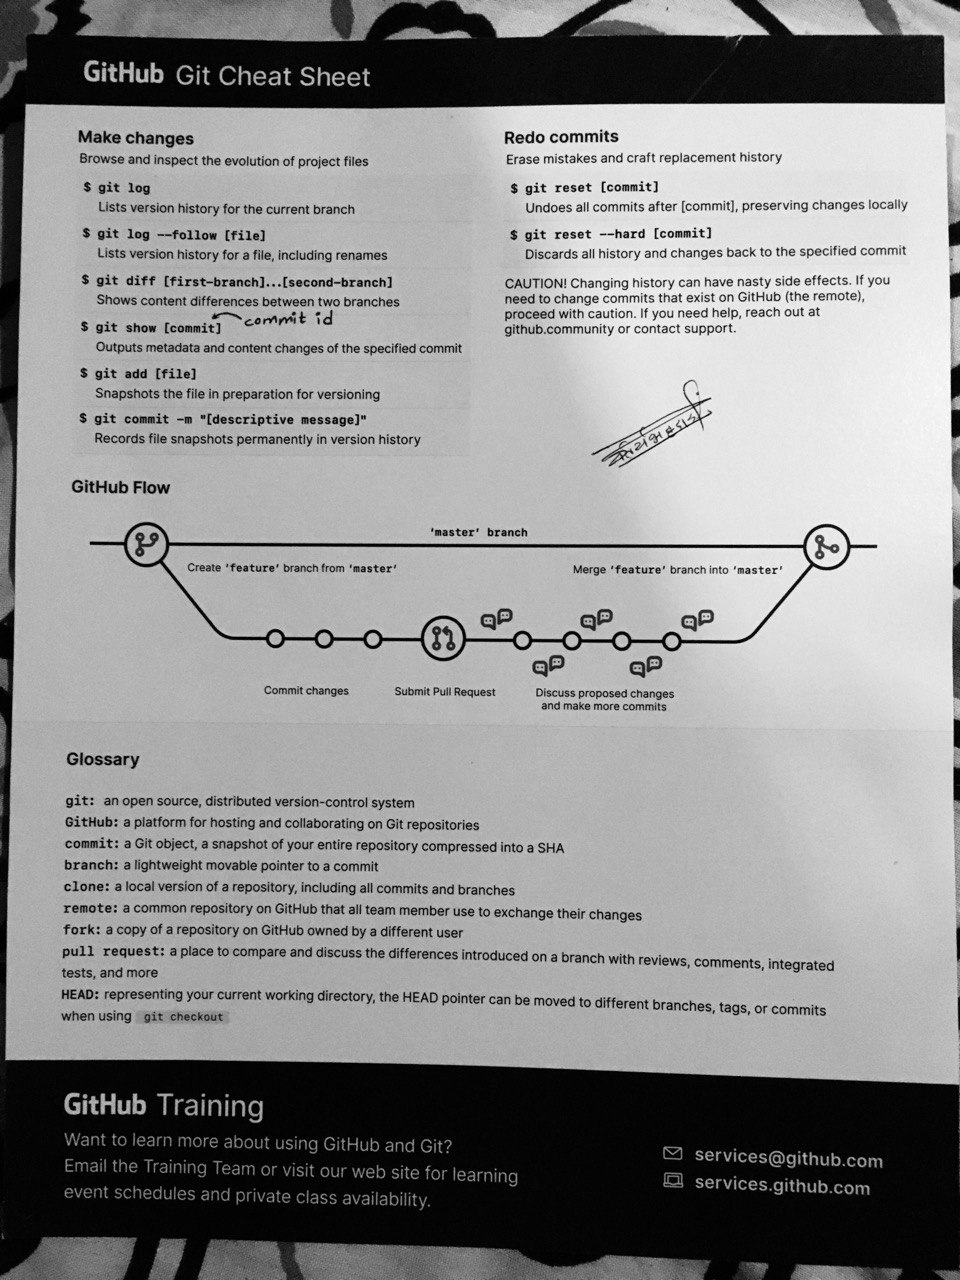 GitHub Git Cheat Sheet
Make changes
Browse and inspect the evolution of project files
$ git log
Lists version history for the current branch
$ git log --follow [file]
Lists version history for a file, including renames
$ git diff [first-branch]...[second-branch]
Shows content differences between two branches
commit id
$ git show [commit]
Outputs metadata and content changes of the specified commit
$ git add [file]
Snapshots the file in preparation for versioning
$ git commit -m "[descriptive message]"
Records file snapshots permanently in version history
Redo commits
Erase mistakes and craft replacement history
$ git reset [commit]
Undoes all commits after [commit], preserving changes locally
$ git reset --hard [commit]
Discards all history and changes back to the specified commit
CAUTION! Changing history can have nasty side effects. If you
need to change commits that exist on GitHub (the remote),
proceed with caution. If you need help, reach out at
github.community or contact support.
GitHub Flow
'master' branch
Create 'feature' branch from 'master'
Merge 'feature' branch into 'master'
Commit changes
Submit Pull Request
Discuss proposed changes
and make more commits
Glossary
git: an open source, distributed version-control system
GitHub: a platform for hosting and collaborating on Git repositories
commit: a Git object, a snapshot of your entire repository compressed into a SHA
branch: a lightweight movable pointer to a commit
clone: a local version of a repository, including all commits and branches
remote: a common repository on GitHub that all team member use to exchange their changes
fork: a copy of a repository on GitHub owned by a different user
pull request: a place to compare and discuss the differences introduced on a branch with reviews, comments, integrated
tests, and more
HEAD: representing your current working directory, the HEAD pointer can be moved to different branches, tags, or commits
when using git checkout
GitHub Training
Want to learn more about using GitHub and Git?
Email the Training Team or visit our web site for learning
event schedules and private class availability.
services@github.com
services.github.com